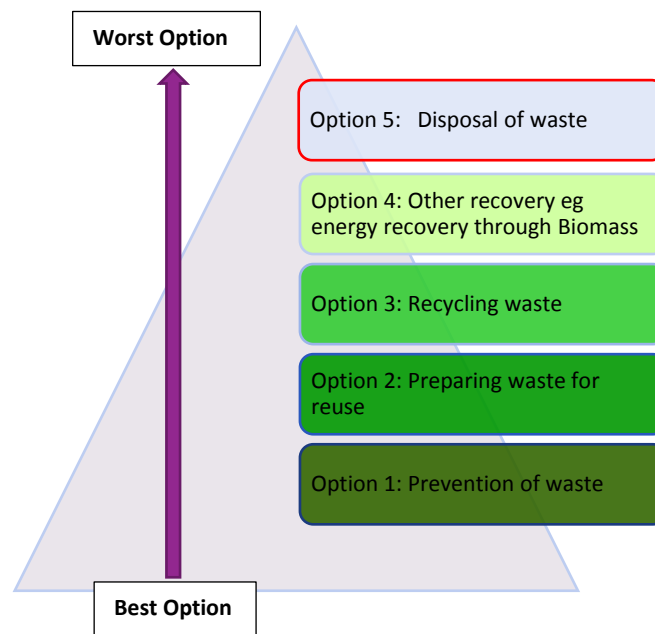 Worst Option
Option 5:   Disposal of waste
Option 4: Other recovery eg
energy recovery through Biomass
Option 3: Recycling waste
Option 2: Preparing waste for
reuse
Option 1: Prevention of waste
Best Option